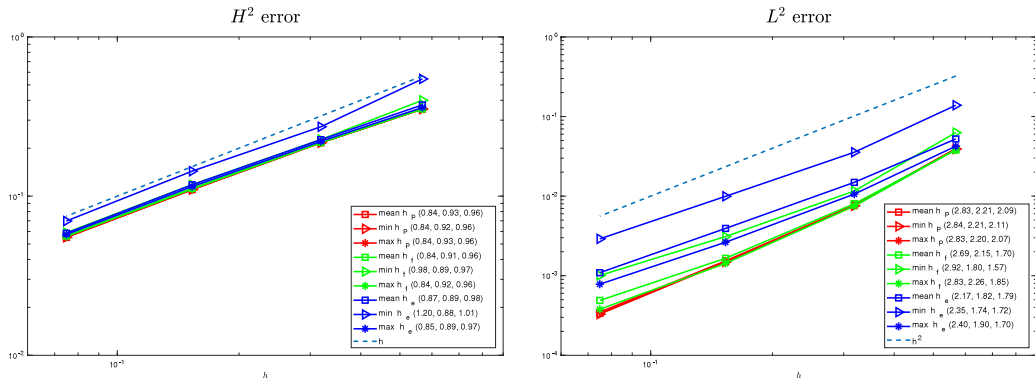 H² error
10⁰
10⁻¹
10⁻²
10⁻¹
h
mean h_P (0.84, 0.93, 0.96)
min h_P (0.84, 0.92, 0.96)
max h_P (0.84, 0.93, 0.96)
mean h_f (0.84, 0.91, 0.96)
min h_f (0.98, 0.89, 0.97)
max h_f (0.84, 0.92, 0.96)
mean h_e (0.87, 0.89, 0.98)
min h_e (1.20, 0.88, 1.01)
max h_e (0.85, 0.89, 0.97)
h
L² error
10⁰
10⁻¹
10⁻²
10⁻³
10⁻⁴
10⁻¹
h
mean h_P (2.83, 2.21, 2.09)
min h_P (2.84, 2.21, 2.11)
max h_P (2.83, 2.20, 2.07)
mean h_f (2.69, 2.15, 1.70)
min h_f (2.92, 1.80, 1.57)
max h_f (2.83, 2.26, 1.85)
mean h_e (2.17, 1.82, 1.79)
min h_e (2.35, 1.74, 1.72)
max h_e (2.40, 1.90, 1.70)
h²